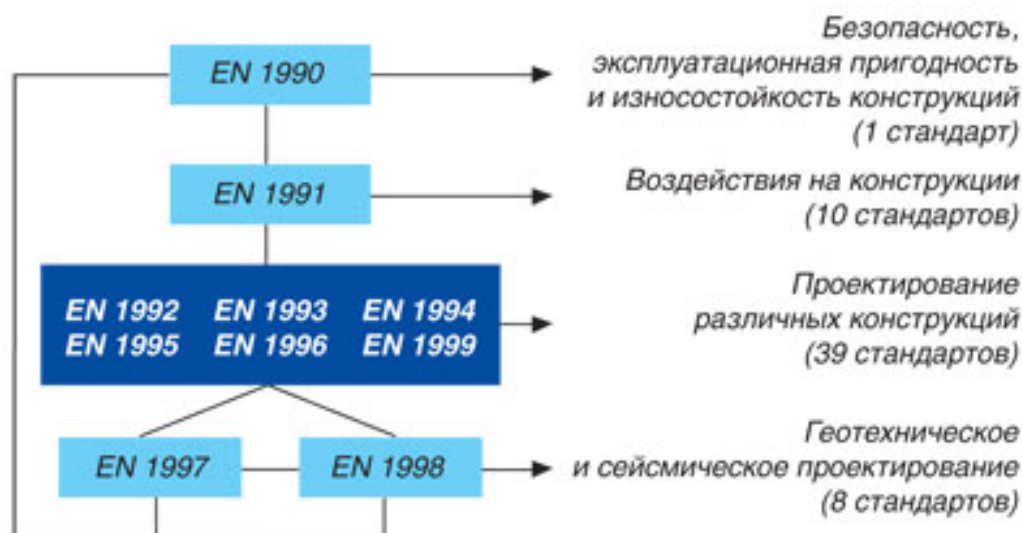 EN 1990
Безопасность,
эксплуатационная пригодность
и износостойкость конструкций
(1 стандарт)
EN 1991
Воздействия на конструкции
(10 стандартов)
EN 1992 EN 1993 EN 1994
EN 1995 EN 1996 EN 1999
Проектирование
различных конструкций
(39 стандартов)
EN 1997
EN 1998
Геотехническое
и сейсмическое проектирование
(8 стандартов)